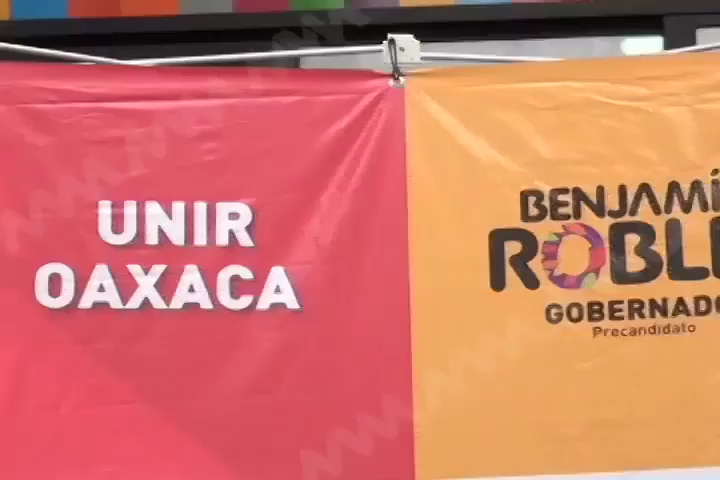 UNIR
OAXACA
BENJAMÍ
ROBL
GOBERNADO
Precandidato